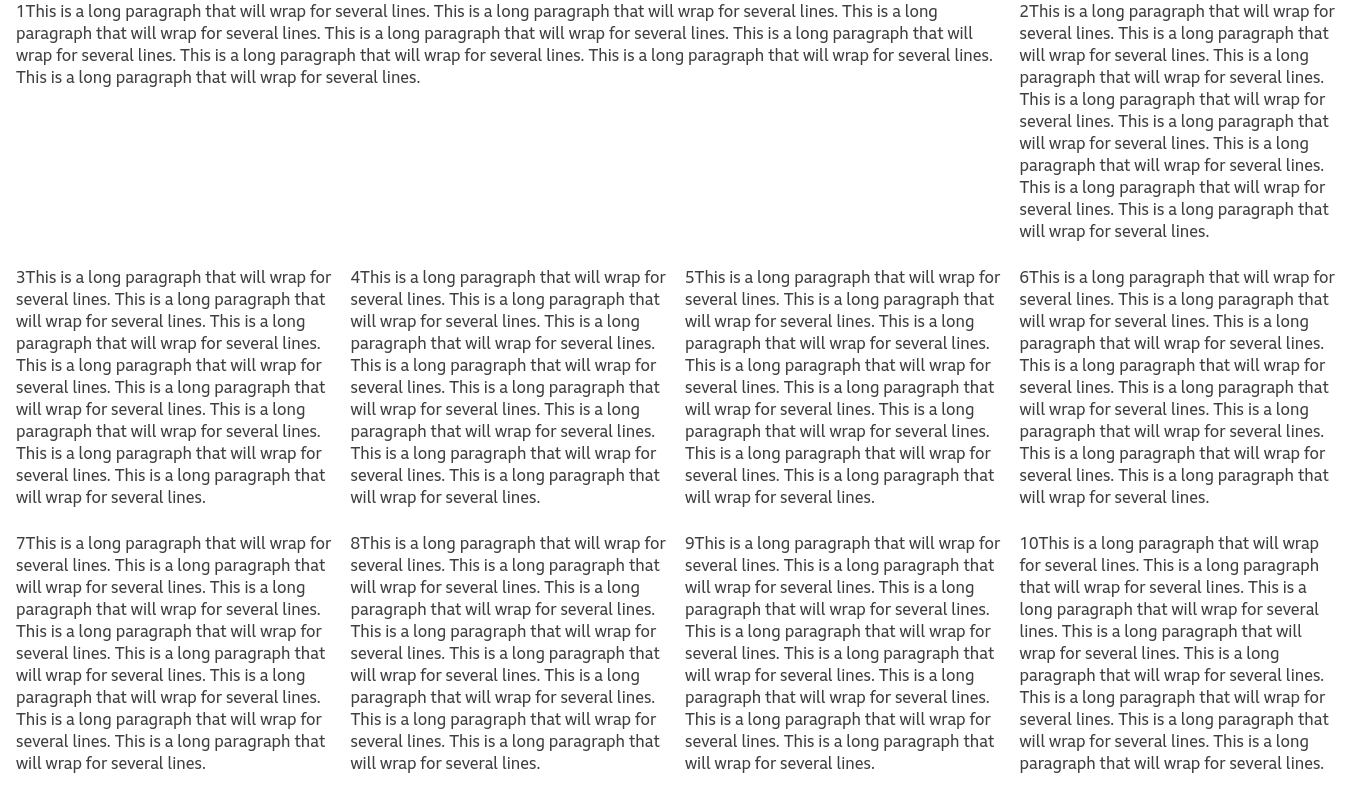 1This is a long paragraph that will wrap for several lines. This is a long paragraph that will wrap for several lines. This is a long
paragraph that will wrap for several lines. This is a long paragraph that will wrap for several lines. This is a long paragraph that will
wrap for several lines. This is a long paragraph that will wrap for several lines. This is a long paragraph that will wrap for several lines.
This is a long paragraph that will wrap for several lines.
2This is a long paragraph that will wrap for
several lines. This is a long paragraph that
will wrap for several lines. This is a long
paragraph that will wrap for several lines.
This is a long paragraph that will wrap for
several lines. This is a long paragraph that
will wrap for several lines. This is a long
paragraph that will wrap for several lines.
This is a long paragraph that will wrap for
several lines. This is a long paragraph that
will wrap for several lines.
3This is a long paragraph that will wrap for
several lines. This is a long paragraph that
will wrap for several lines. This is a long
paragraph that will wrap for several lines.
This is a long paragraph that will wrap for
several lines. This is a long paragraph that
will wrap for several lines. This is a long
paragraph that will wrap for several lines.
This is a long paragraph that will wrap for
several lines. This is a long paragraph that
will wrap for several lines.
4This is a long paragraph that will wrap for
several lines. This is a long paragraph that
will wrap for several lines. This is a long
paragraph that will wrap for several lines.
This is a long paragraph that will wrap for
several lines. This is a long paragraph that
will wrap for several lines. This is a long
paragraph that will wrap for several lines.
This is a long paragraph that will wrap for
several lines. This is a long paragraph that
will wrap for several lines.
5This is a long paragraph that will wrap for
several lines. This is a long paragraph that
will wrap for several lines. This is a long
paragraph that will wrap for several lines.
This is a long paragraph that will wrap for
several lines. This is a long paragraph that
will wrap for several lines. This is a long
paragraph that will wrap for several lines.
This is a long paragraph that will wrap for
several lines. This is a long paragraph that
will wrap for several lines.
6This is a long paragraph that will wrap for
several lines. This is a long paragraph that
will wrap for several lines. This is a long
paragraph that will wrap for several lines.
This is a long paragraph that will wrap for
several lines. This is a long paragraph that
will wrap for several lines. This is a long
paragraph that will wrap for several lines.
This is a long paragraph that will wrap for
several lines. This is a long paragraph that
will wrap for several lines.
7This is a long paragraph that will wrap for
several lines. This is a long paragraph that
will wrap for several lines. This is a long
paragraph that will wrap for several lines.
This is a long paragraph that will wrap for
several lines. This is a long paragraph that
will wrap for several lines. This is a long
paragraph that will wrap for several lines.
This is a long paragraph that will wrap for
several lines. This is a long paragraph that
will wrap for several lines.
8This is a long paragraph that will wrap for
several lines. This is a long paragraph that
will wrap for several lines. This is a long
paragraph that will wrap for several lines.
This is a long paragraph that will wrap for
several lines. This is a long paragraph that
will wrap for several lines. This is a long
paragraph that will wrap for several lines.
This is a long paragraph that will wrap for
several lines. This is a long paragraph that
will wrap for several lines.
9This is a long paragraph that will wrap for
several lines. This is a long paragraph that
will wrap for several lines. This is a long
paragraph that will wrap for several lines.
This is a long paragraph that will wrap for
several lines. This is a long paragraph that
will wrap for several lines. This is a long
paragraph that will wrap for several lines.
This is a long paragraph that will wrap for
several lines. This is a long paragraph that
will wrap for several lines.
10This is a long paragraph that will wrap
for several lines. This is a long paragraph
that will wrap for several lines. This is a
long paragraph that will wrap for several
lines. This is a long paragraph that will
wrap for several lines. This is a long
paragraph that will wrap for several lines.
This is a long paragraph that will wrap for
several lines. This is a long paragraph that
will wrap for several lines. This is a long
paragraph that will wrap for several lines.